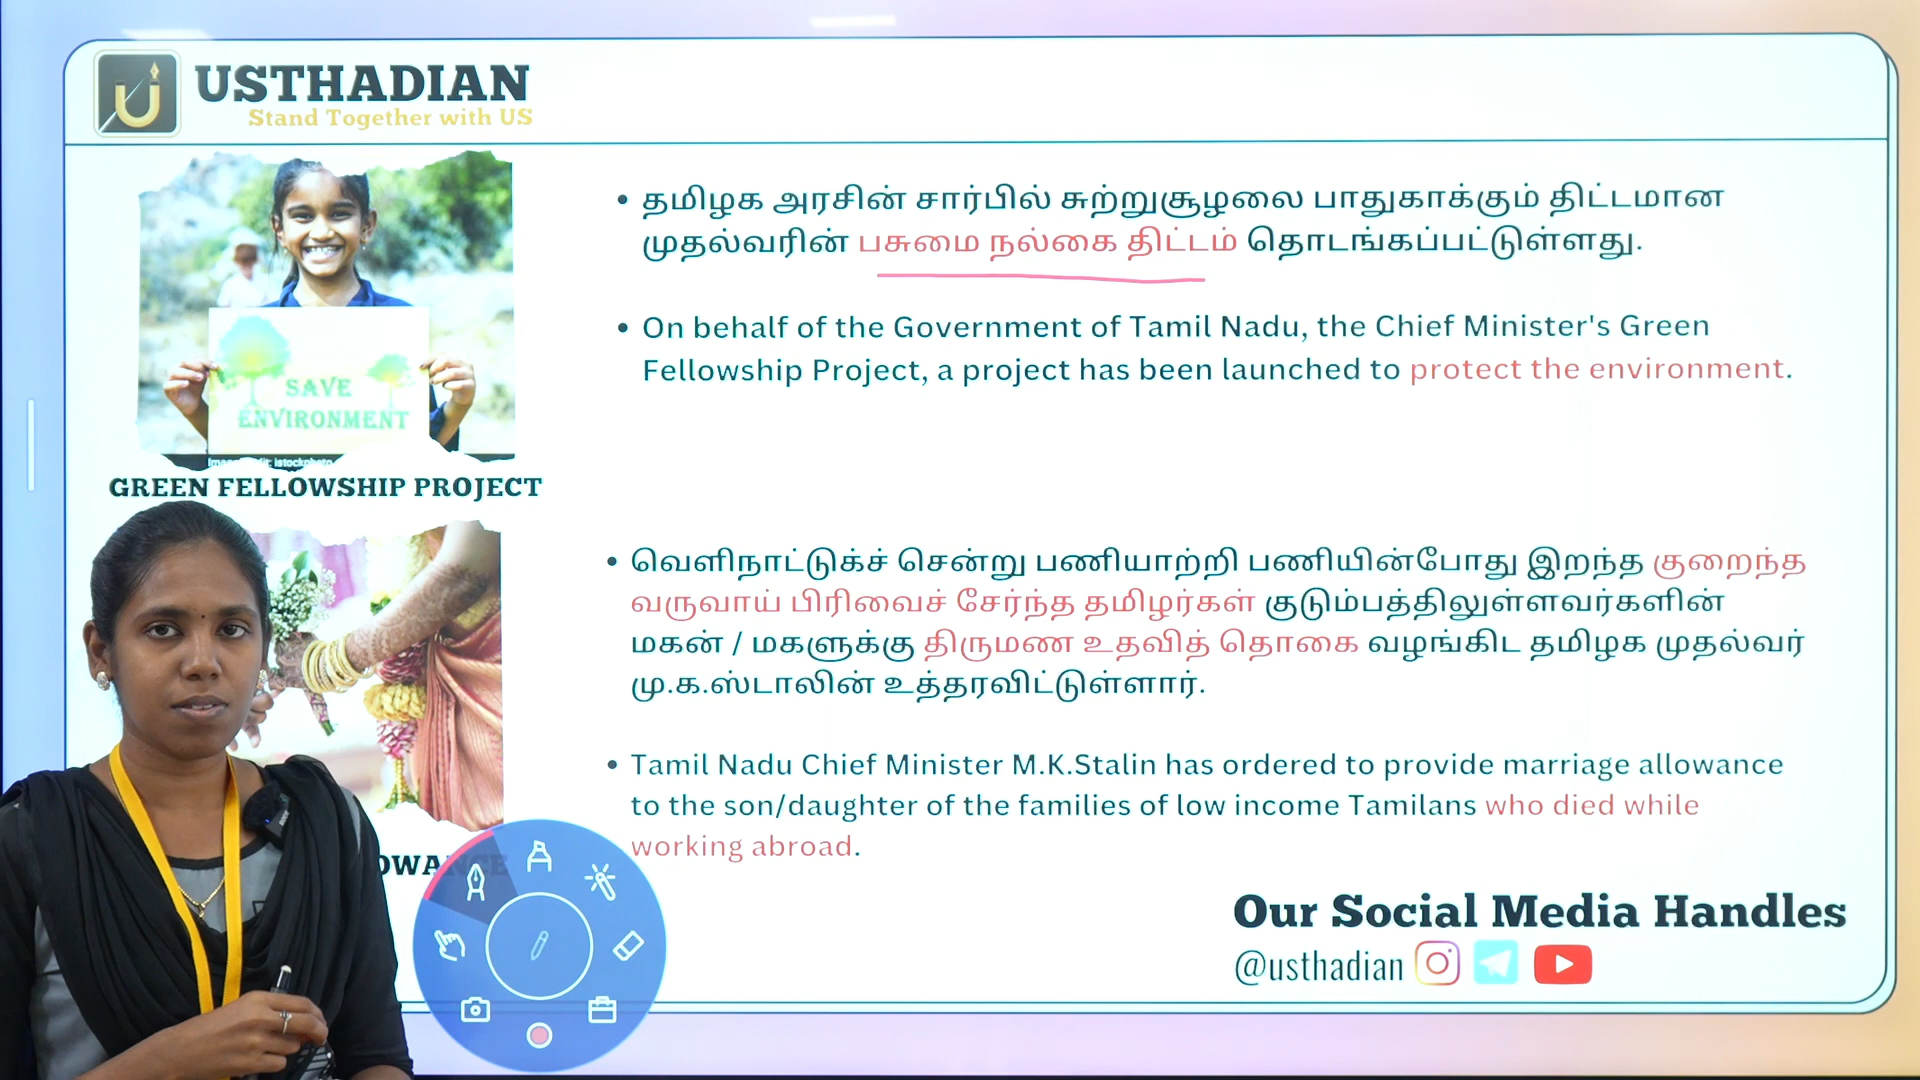 USTHADIAN
Stand Together with US
SAVE
ENVIRONMENT
GREEN FELLOWSHIP PROJECT
• தமிழக அரசின் சார்பில் சுற்றுசூழலை பாதுகாக்கும் திட்டமான
முதல்வரின் பசுமை நல்கை திட்டம் தொடங்கப்பட்டுள்ளது.
• On behalf of the Government of Tamil Nadu, the Chief Minister's Green
Fellowship Project, a project has been launched to protect the environment.
• வெளிநாட்டுக்ச் சென்று பணியாற்றி பணியின்போது இறந்த குறைந்த
வருவாய் பிரிவைச் சேர்ந்த தமிழர்கள் குடும்பத்திலுள்ளவர்களின்
மகன் / மகளுக்கு திருமண உதவித் தொகை வழங்கிட தமிழக முதல்வர்
மு.க.ஸ்டாலின் உத்தரவிட்டுள்ளார்.
• Tamil Nadu Chief Minister M.K.Stalin has ordered to provide marriage allowance
to the son/daughter of the families of low income Tamilans who died while
working abroad.
Our Social Media Handles
@usthadian